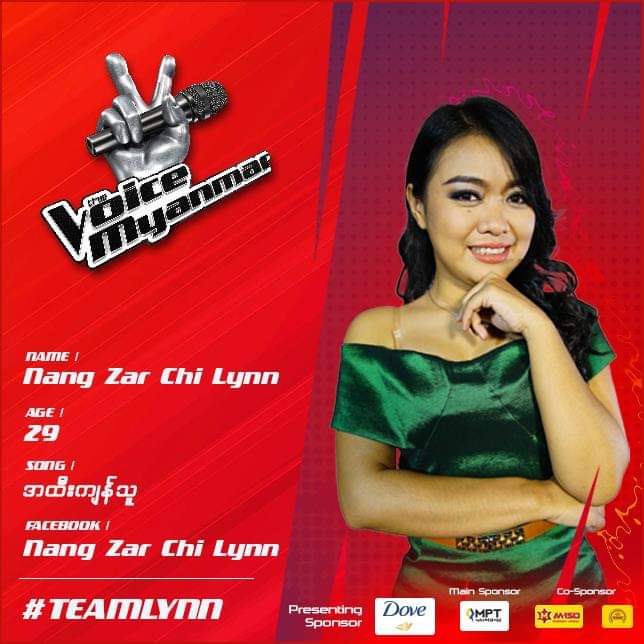 The
Voice
Myanmar
NAME /
Nang Zar Chi Lynn
AGE /
29
SONG /
အထီးကျန်သူ
FACEBOOK /
Nang Zar Chi Lynn
#TEAMLYNN
Presenting
Sponsor
Dove
Main Sponsor
MPT
Co-Sponsor
M-150